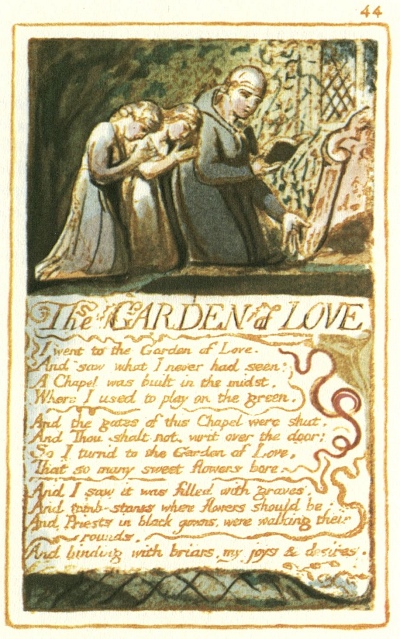 44
The GARDEN of LOVE
I went to the Garden of Love.
And saw what I never had seen:
A Chapel was built in the midst,
Where I used to play on the green.
And the gates of this Chapel were shut,
And Thou shalt not. writ over the door;
So I turn'd to the Garden of Love,
That so many sweet flowers bore.
And I saw it was filled with graves,
And tomb-stones where flowers should be
And Priests in black gowns, were walking their
rounds,
And binding with briars, my joys & desires.